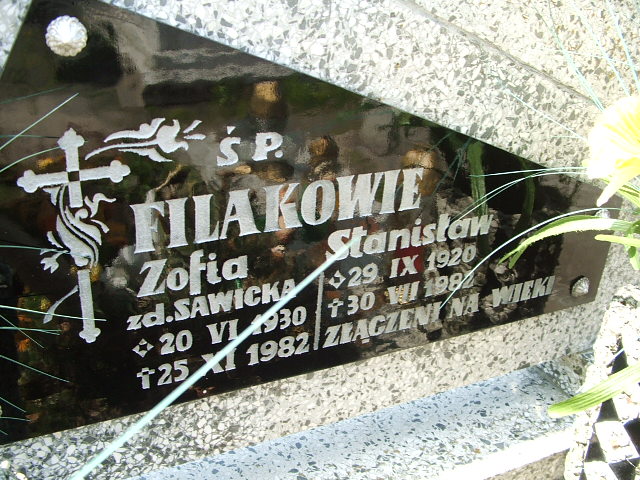 Ś P.
FILAKOWIE
Zofia
zd. SAWICKA
20 VI 1930
25 XI 1982
Stanisław
29. IX 1920
30 VII 1982
ZŁĄCZENI NA WIEKI